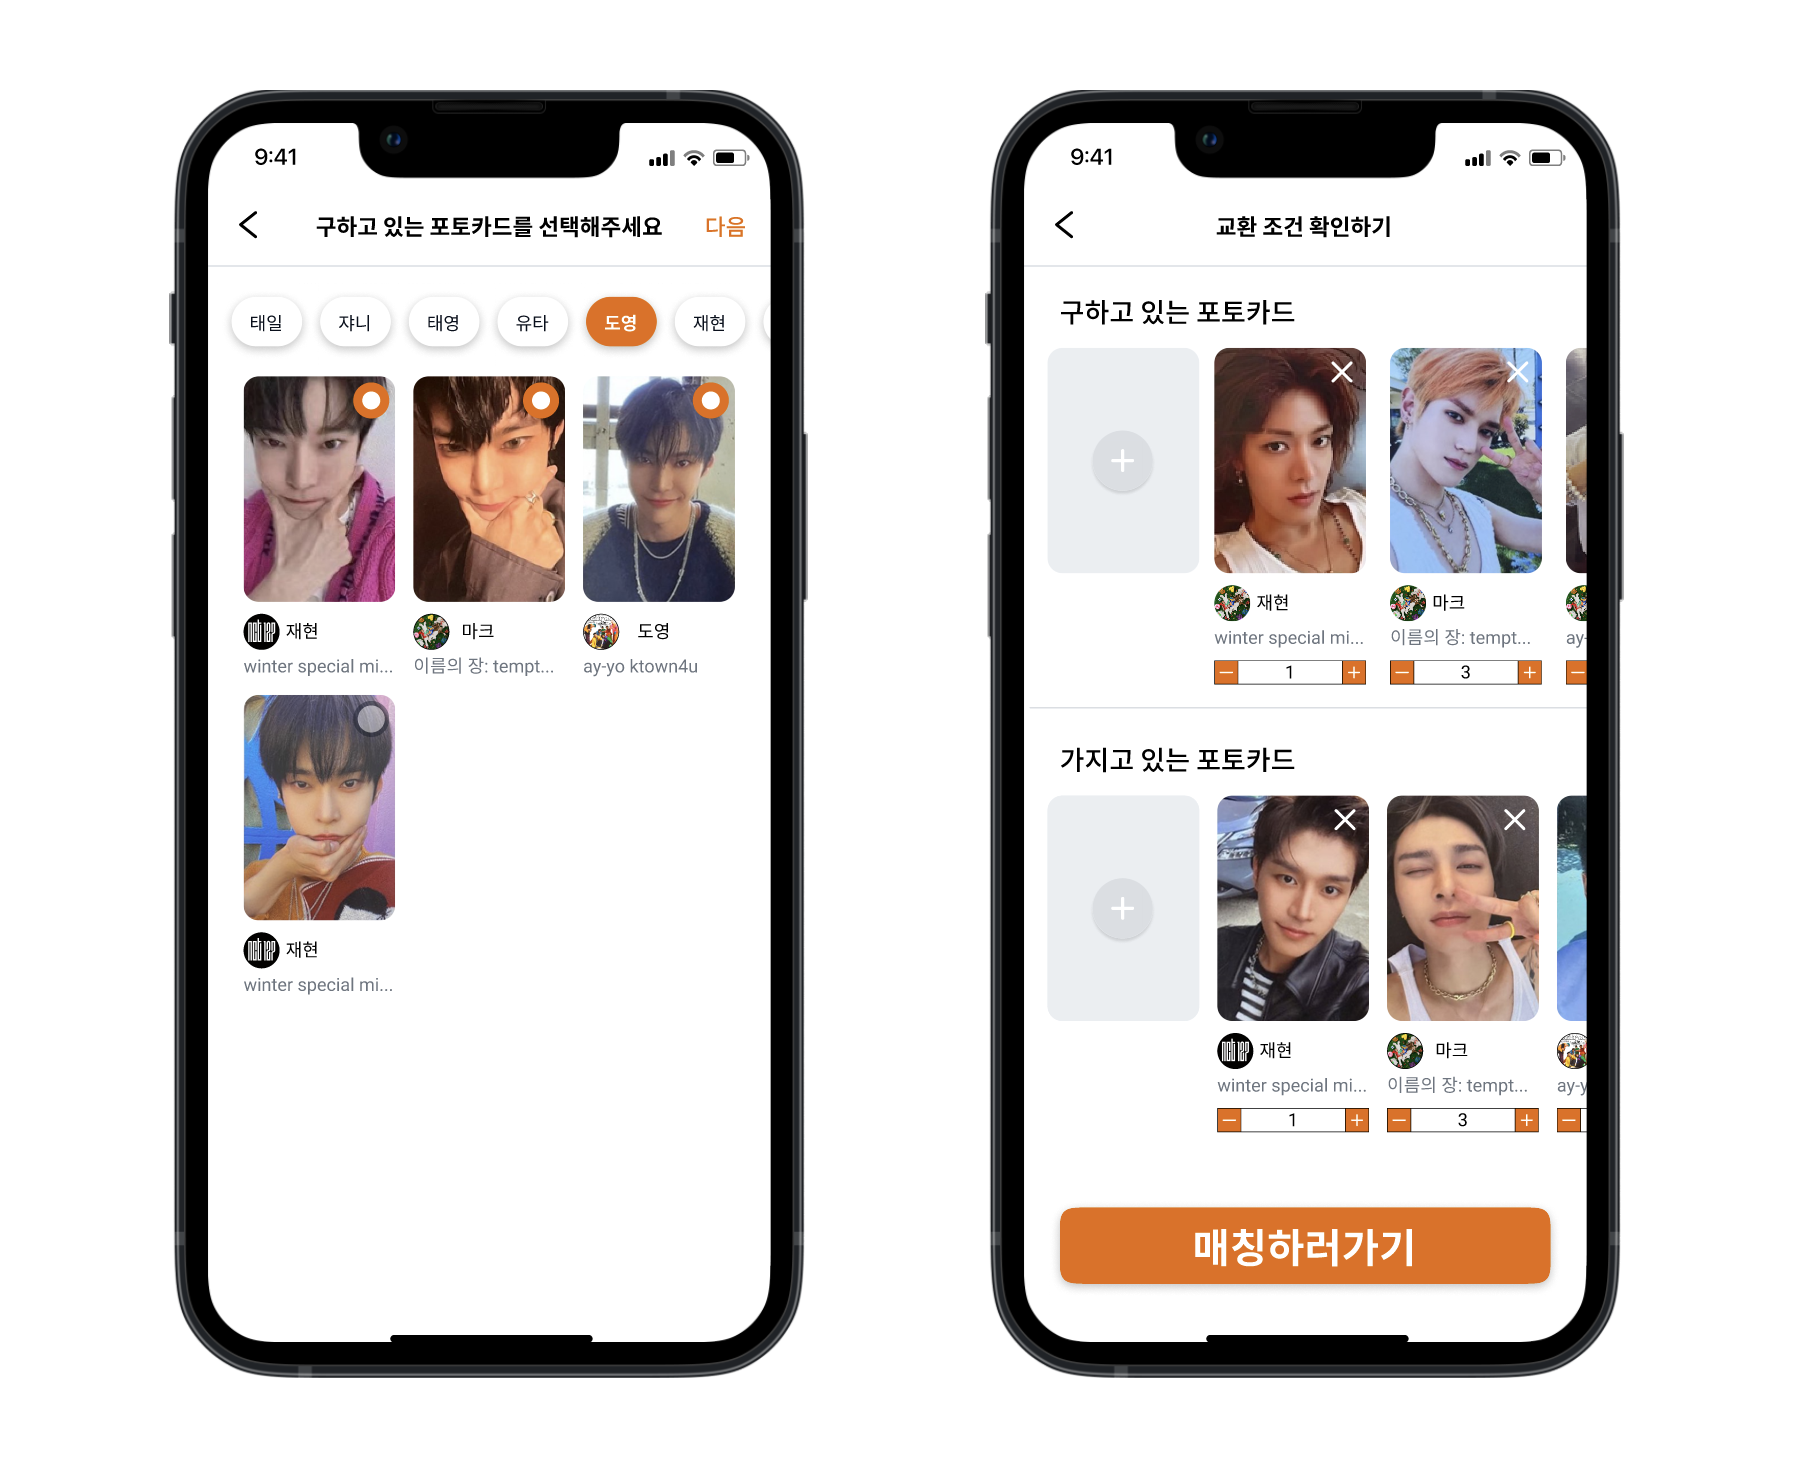 9:41
구하고 있는 포토카드를 선택해주세요
다음
태일 쟈니 태영 유타 도영 재현
nct 127 재현
마크
도영
winter special mi...
이름의 장: tempt...
ay-yo ktown4u
nct 127 재현
winter special mi...
9:41
교환 조건 확인하기
구하고 있는 포토카드
재현
마크
winter special mi...
이름의 장: tempt...
ay-
1
3
가지고 있는 포토카드
nct 127 재현
마크
winter special mi...
이름의 장: tempt...
ay-y
1
3
매칭하러가기